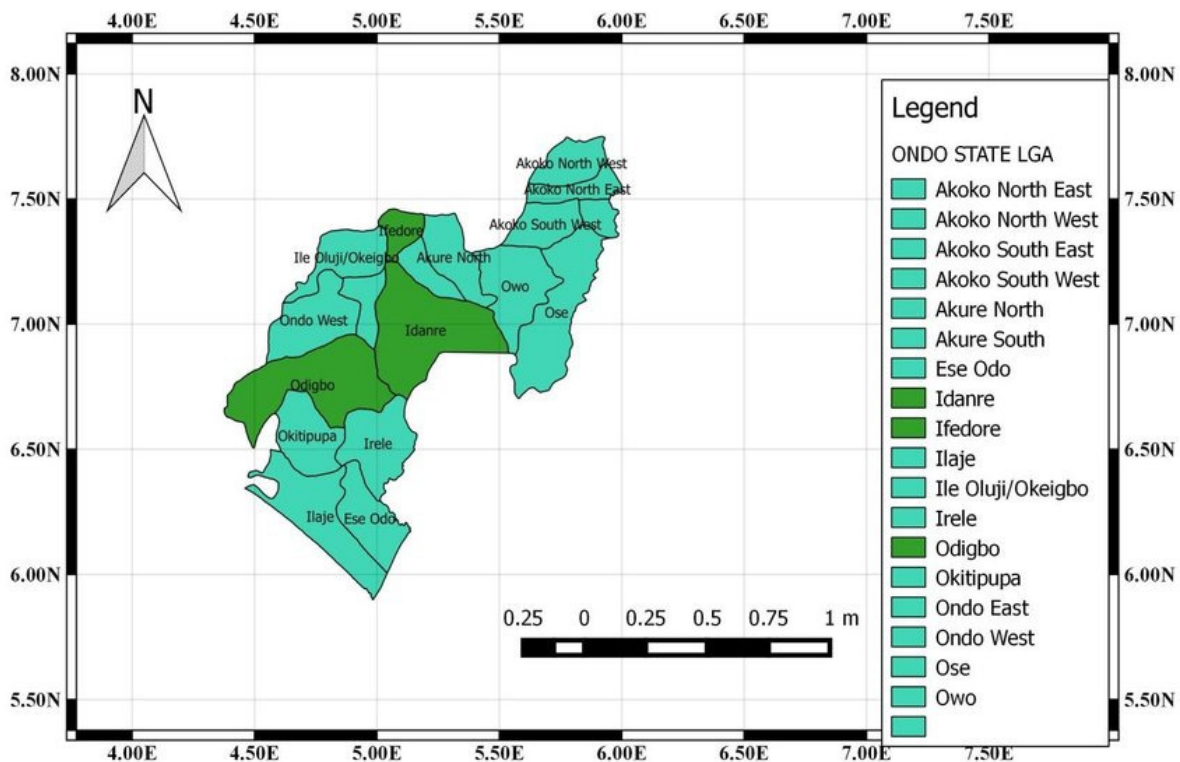 4.00E 4.50E 5.00E 5.50E 6.00E 6.50E 7.00E 7.50E
8.00N 8.00N
N
Legend
ONDO STATE LGA
Akoko North East
Akoko North West
Akoko South East
Akoko South West
Akure North
Akure South
Ese Odo
Idanre
Ifedore
Ilaje
Ile Oluji/Okeigbo
Irele
Odigbo
Okitipupa
Ondo East
Ondo West
Ose
Owo
Akoko North West
Akoko North East
7.50N 7.50N
Akoko South West
Ifedore
Ile Oluji/Okeigbo Akure North
Owo
Ose
Ondo West
Idanre
7.00N 7.00N
Odigbo
Okitipupa
Irele
6.50N 6.50N
Ilaje Ese Odo
6.00N 6.00N
0.25 0 0.25 0.5 0.75 1 m
5.50N 5.50N
4.00E 4.50E 5.00E 5.50E 6.00E 6.50E 7.00E 7.50E